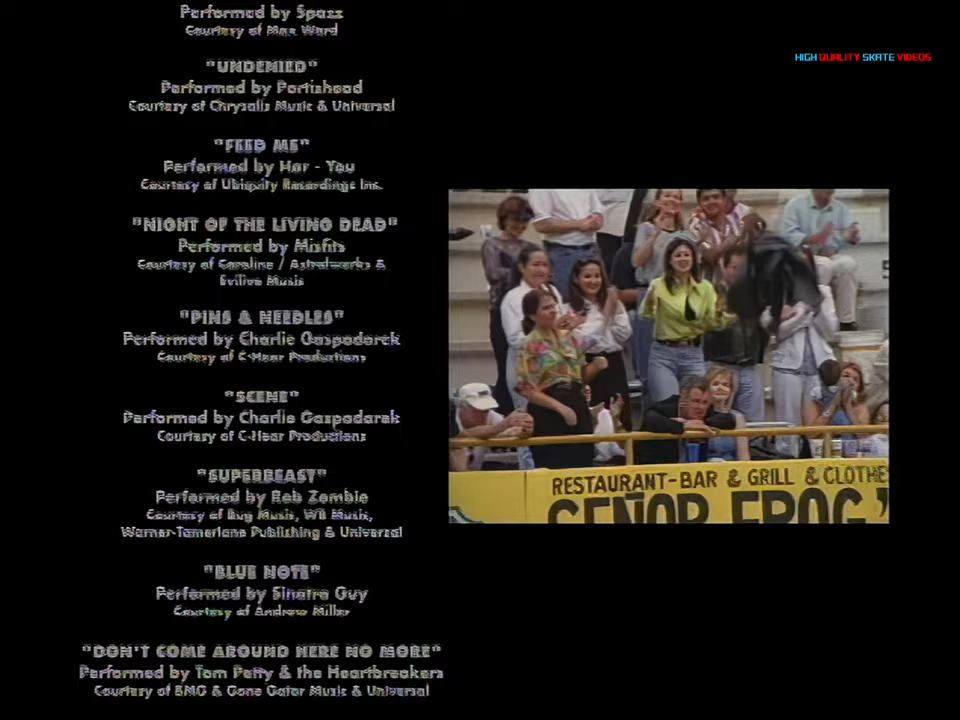 Performed by Spazz
Courtesy of Max Ward
"UNDENIED"
Performed by Portishead
Courtesy of Chrysalis Music & Universal
"FEED ME"
Performed by Hor - You
Courtesy of Ubiquity Recordings Inc.
"NIGHT OF THE LIVING DEAD"
Performed by Misfits
Courtesy of Caroline / Astralwerks &
Evilive Music
"PINS & NEEDLES"
Performed by Charlie Gaspodarek
Courtesy of C-Near Productions
"SCENE"
Performed by Charlie Gaspodarek
Courtesy of C-Near Productions
"SUPERBEAST"
Performed by Rob Zombie
Courtesy of Bug Music, WB Music,
Warner-Tamerlane Publishing & Universal
"BLUE NOTE"
Performed by Sinatra Guy
Courtesy of Andrew Miller
"DON'T COME AROUND HERE NO MORE"
Performed by Tom Petty & the Heartbreakers
Courtesy of BMG & Gone Gator Music & Universal
HIGH QUALITY SKATE VIDEOS
RESTAURANT-BAR & GRILL & CLOTHE
SEÑOR FROG'